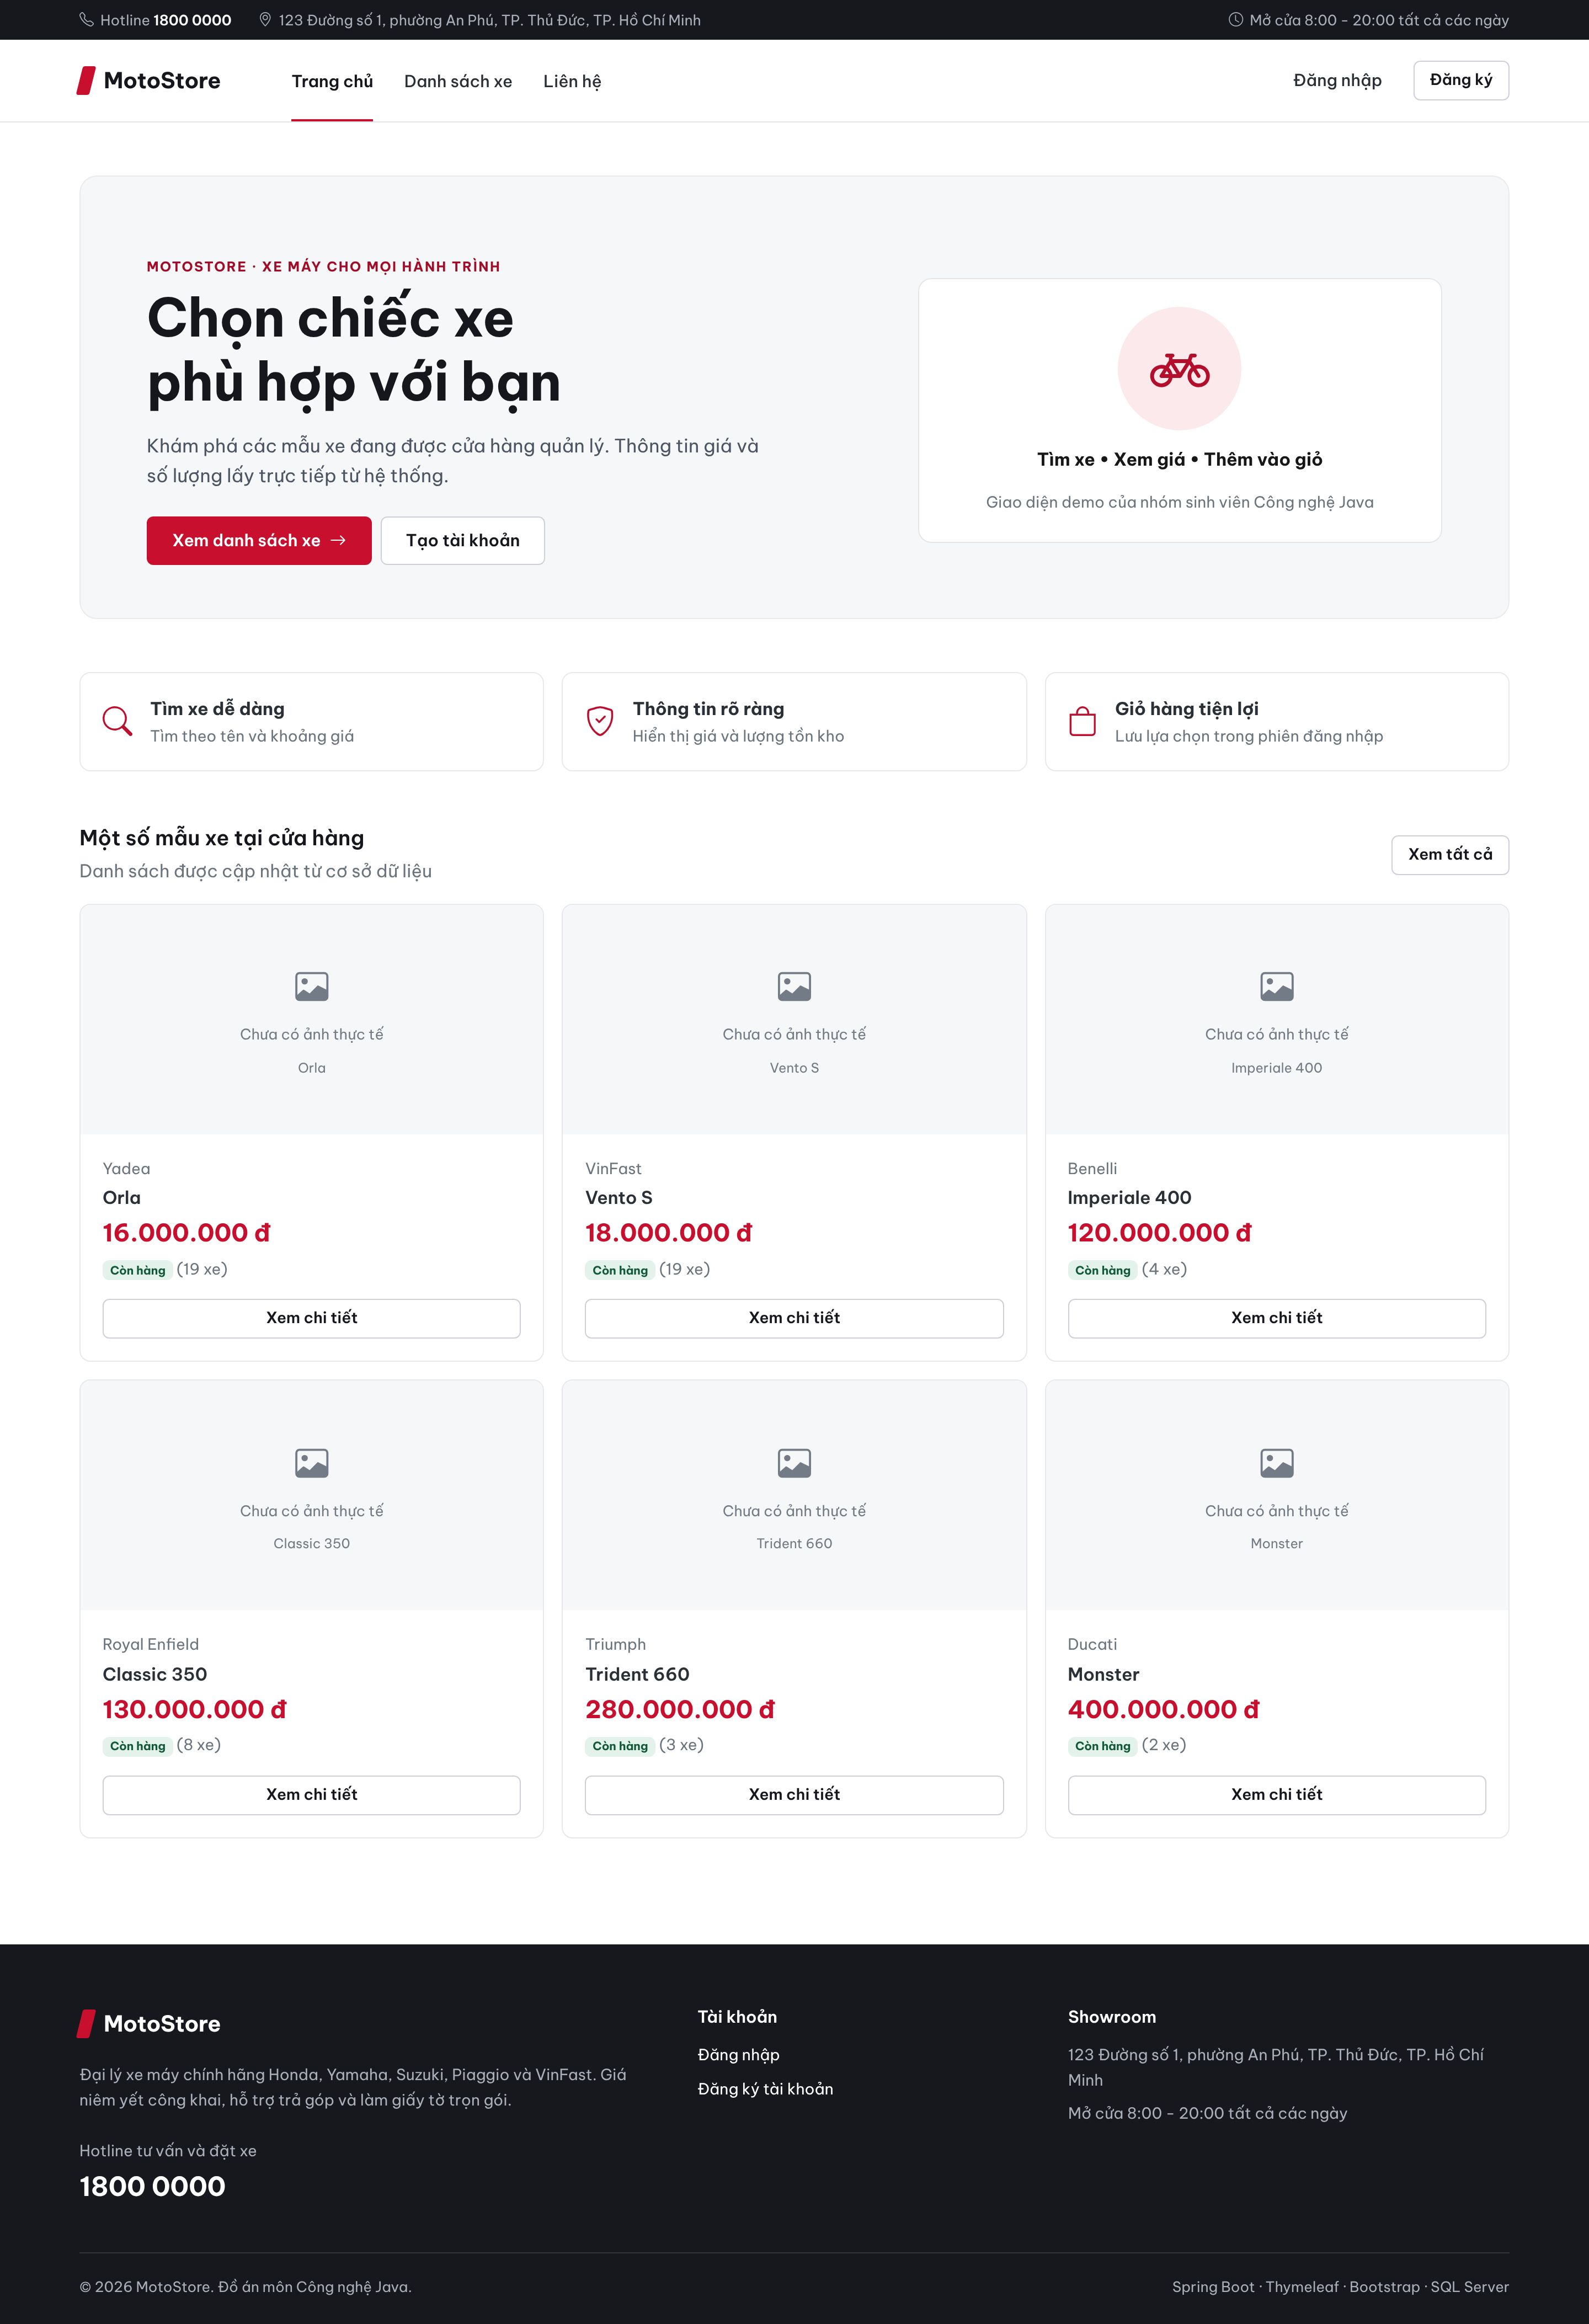 Hotline 1800 0000
123 Đường số 1, phường An Phú, TP. Thủ Đức, TP. Hồ Chí Minh
Mở cửa 8:00 - 20:00 tất cả các ngày
MotoStore
Trang chủ
Danh sách xe
Liên hệ
Đăng nhập
Đăng ký
MOTOSTORE · XE MÁY CHO MỌI HÀNH TRÌNH
Chọn chiếc xe
phù hợp với bạn
Khám phá các mẫu xe đang được cửa hàng quản lý. Thông tin giá và
số lượng lấy trực tiếp từ hệ thống.
Xem danh sách xe →
Tạo tài khoản
Tìm xe • Xem giá • Thêm vào giỏ
Giao diện demo của nhóm sinh viên Công nghệ Java
Tìm xe dễ dàng
Tìm theo tên và khoảng giá
Thông tin rõ ràng
Hiển thị giá và lượng tồn kho
Giỏ hàng tiện lợi
Lưu lựa chọn trong phiên đăng nhập
Một số mẫu xe tại cửa hàng
Danh sách được cập nhật từ cơ sở dữ liệu
Xem tất cả
Chưa có ảnh thực tế
Orla
Yadea
Orla
16.000.000 đ
Còn hàng (19 xe)
Xem chi tiết
Chưa có ảnh thực tế
Vento S
VinFast
Vento S
18.000.000 đ
Còn hàng (19 xe)
Xem chi tiết
Chưa có ảnh thực tế
Imperiale 400
Benelli
Imperiale 400
120.000.000 đ
Còn hàng (4 xe)
Xem chi tiết
Chưa có ảnh thực tế
Classic 350
Royal Enfield
Classic 350
130.000.000 đ
Còn hàng (8 xe)
Xem chi tiết
Chưa có ảnh thực tế
Trident 660
Triumph
Trident 660
280.000.000 đ
Còn hàng (3 xe)
Xem chi tiết
Chưa có ảnh thực tế
Monster
Ducati
Monster
400.000.000 đ
Còn hàng (2 xe)
Xem chi tiết
MotoStore
Đại lý xe máy chính hãng Honda, Yamaha, Suzuki, Piaggio và VinFast. Giá
niêm yết công khai, hỗ trợ trả góp và làm giấy tờ trọn gói.
Hotline tư vấn và đặt xe
1800 0000
Tài khoản
Đăng nhập
Đăng ký tài khoản
Showroom
123 Đường số 1, phường An Phú, TP. Thủ Đức, TP. Hồ Chí
Minh
Mở cửa 8:00 - 20:00 tất cả các ngày
© 2026 MotoStore. Đồ án môn Công nghệ Java.
Spring Boot · Thymeleaf · Bootstrap · SQL Server